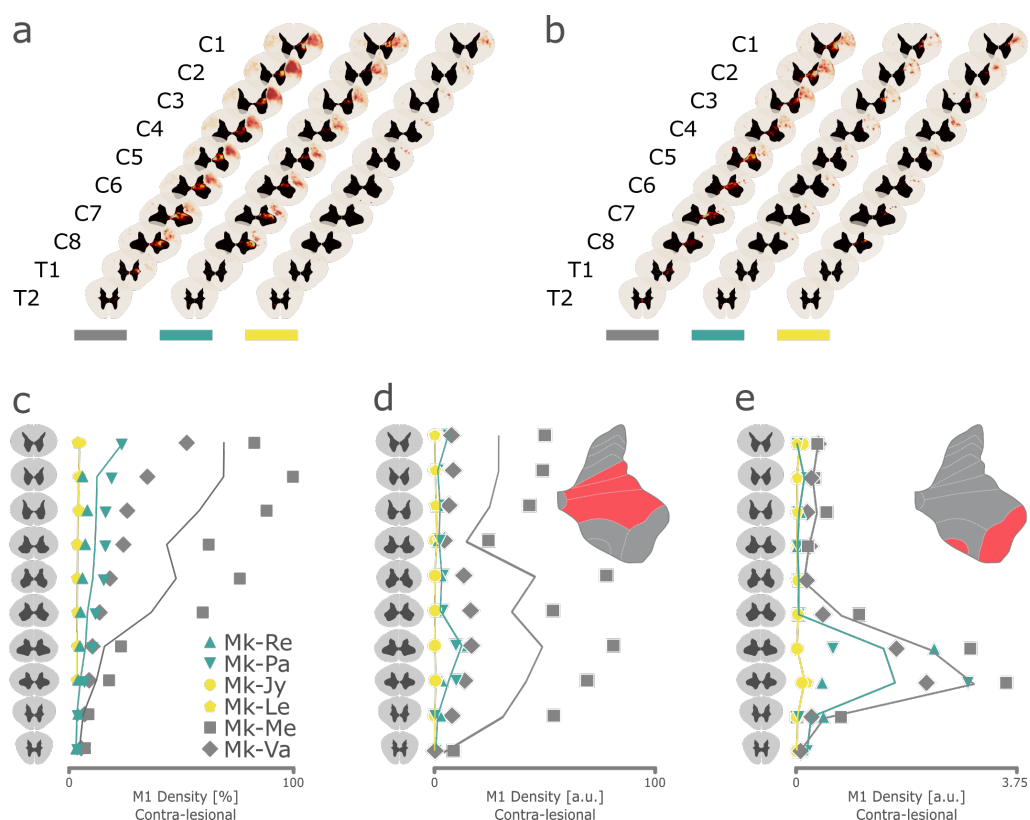 a
C1
C2
C3
C4
C5
C6
C7
C8
T1
T2
b
C1
C2
C3
C4
C5
C6
C7
C8
T1
T2
c
Mk-Re
Mk-Pa
Mk-Jy
Mk-Le
Mk-Me
Mk-Va
0 100
M1 Density [%]
Contra-lesional
d
0 100
M1 Density [a.u.]
Contra-lesional
e
0 3.75
M1 Density [a.u.]
Contra-lesional